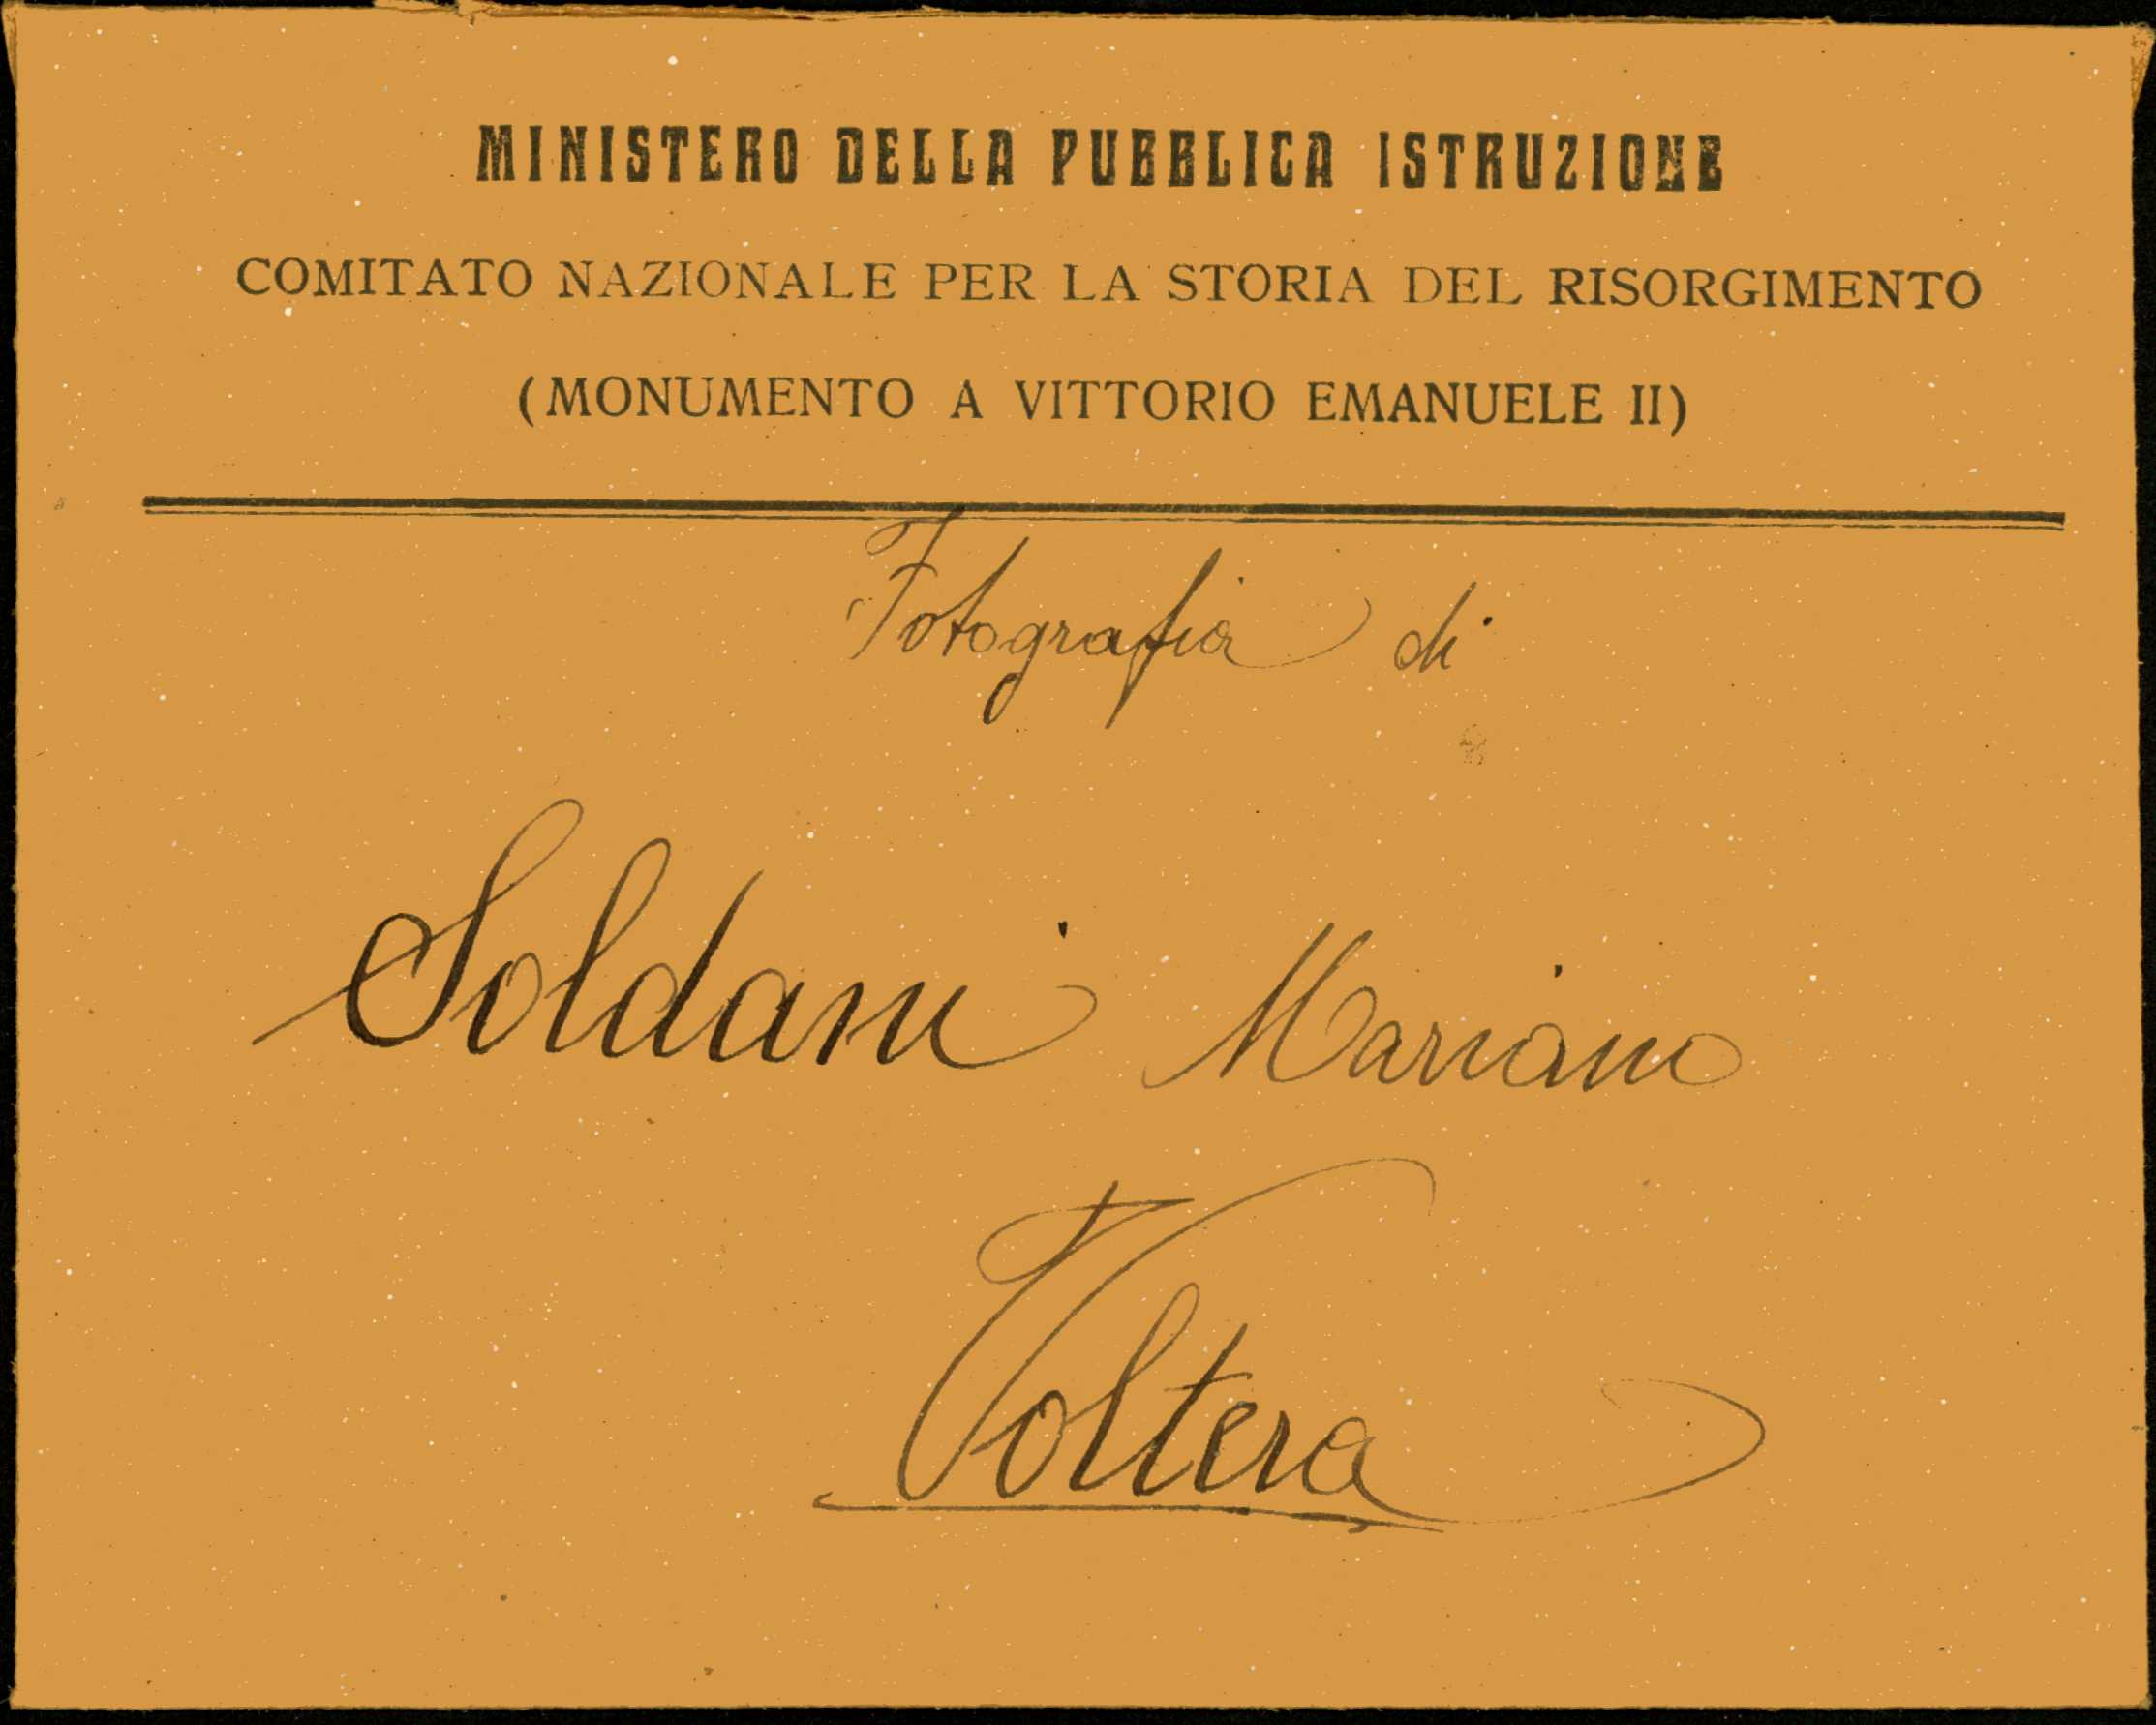 MINISTERO DELLA PUBBLICA ISTRUZIONE
COMITATO NAZIONALE PER LA STORIA DEL RISORGIMENTO
(MONUMENTO A VITTORIO EMANUELE II)
Fotografia di
Soldani Mariano
Voltera